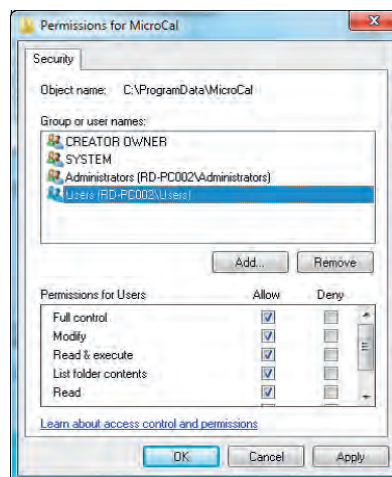 Permissions for MicroCal
Security
Object name: C:\ProgramData\MicroCal
Group or user names:
CREATOR OWNER
SYSTEM
Administrators (RD-PC002\Administrators)
Users (RD-PC002\Users)
Add... Remove
Permissions for Users Allow Deny
Full control
Modify
Read & execute
List folder contents
Read
Learn about access control and permissions
OK Cancel Apply